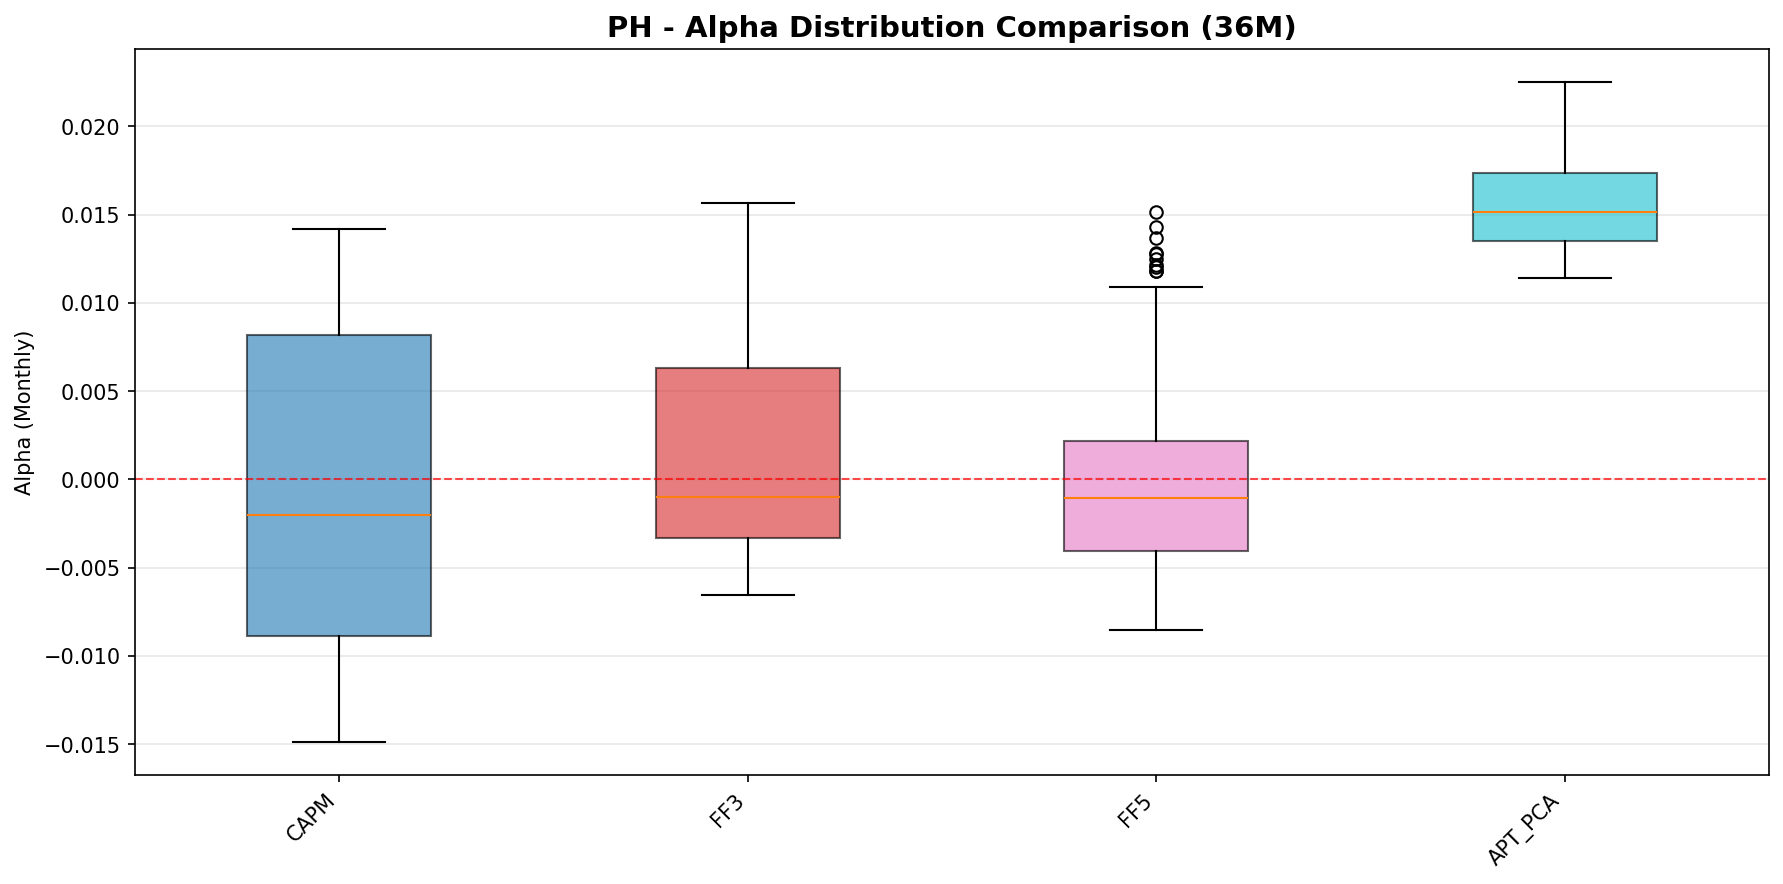 PH - Alpha Distribution Comparison (36M)
Alpha (Monthly)
0.020
0.015
0.010
0.005
0.000
−0.005
−0.010
−0.015
CAPM
FF3
FF5
APT_PCA